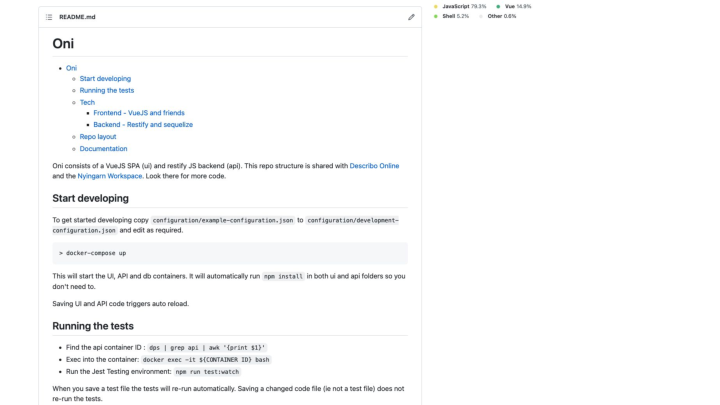 README.md
Oni
Oni
Start developing
Running the tests
Tech
Frontend - VueJS and friends
Backend - Restify and sequelize
Repo layout
Documentation
Oni consists of a VueJS SPA (ui) and restify JS backend (api). This repo structure is shared with Describo Online
and the Nyingarn Workspace. Look there for more code.
Start developing
To get started developing copy configuration/example-configuration.json to configuration/development-
configuration.json and edit as required.
> docker-compose up
This will start the UI, API and db containers. It will automatically run npm install in both ui and api folders so you
don't need to.
Saving UI and API code triggers auto reload.
Running the tests
Find the api container ID : dps | grep api | awk '{print $1}'
Exec into the container: docker exec -it ${CONTAINER ID} bash
Run the Jest Testing environment: npm run test:watch
When you save a test file the tests will re-run automatically. Saving a changed code file (ie not a test file) does not
re-run the tests.
JavaScript 79.3% Vue 14.9%
Shell 5.2% Other 0.6%